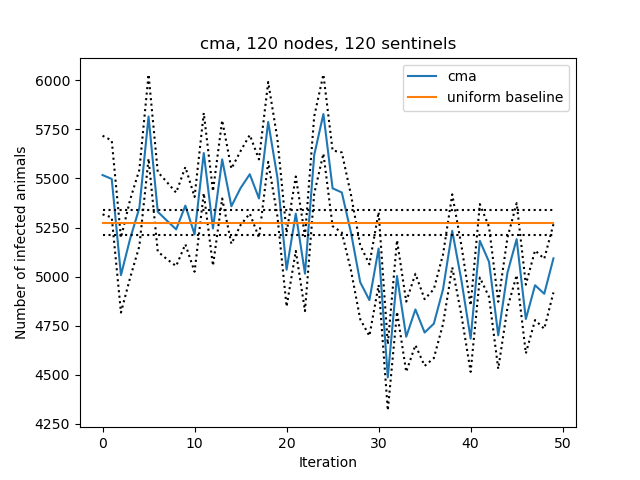 cma, 120 nodes, 120 sentinels
cma
uniform baseline
Number of infected animals
6000
5750
5500
5250
5000
4750
4500
4250
0
10
20
30
40
50
Iteration